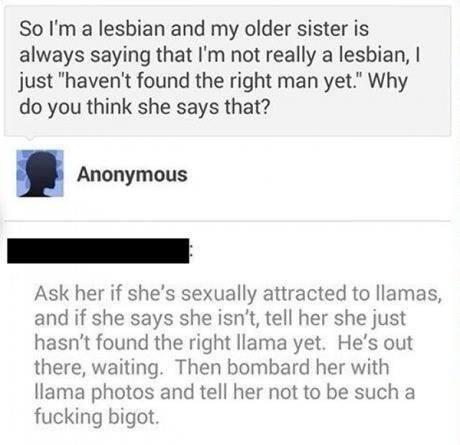 So I'm a lesbian and my older sister is
always saying that I'm not really a lesbian, I
just "haven't found the right man yet." Why
do you think she says that?
Anonymous
:
Ask her if she's sexually attracted to llamas,
and if she says she isn't, tell her she just
hasn't found the right llama yet.  He's out
there, waiting.  Then bombard her with
llama photos and tell her not to be such a
fucking bigot.